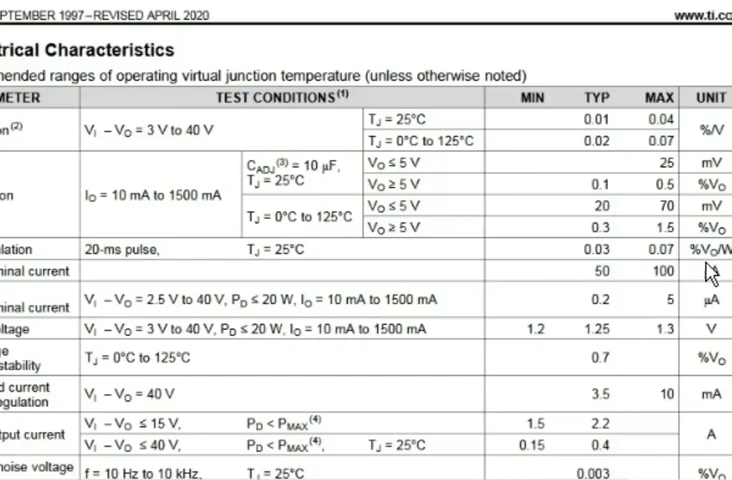 PTEMBER 1997–REVISED APRIL 2020 www.ti.co
trical Characteristics
nended ranges of operating virtual junction temperature (unless otherwise noted)
METER TEST CONDITIONS(1) MIN TYP MAX UNIT
on(2) VI – VO = 3 V to 40 V TJ = 25°C 0.01 0.04 %/V
TJ = 0°C to 125°C 0.02 0.07
ion IO = 10 mA to 1500 mA CADJ(3) = 10 μF, TJ = 25°C VO ≤ 5 V 25 mV
VO ≥ 5 V 0.1 0.5 %VO
TJ = 0°C to 125°C VO ≤ 5 V 20 70 mV
VO ≥ 5 V 0.3 1.5 %VO
ulation 20-ms pulse, TJ = 25°C 0.03 0.07 %VO/W
ninal current 50 100
ninal current VI – VO = 2.5 V to 40 V, PD ≤ 20 W, IO = 10 mA to 1500 mA 0.2 5 μA
ltage VI – VO = 3 V to 40 V, PD ≤ 20 W, IO = 10 mA to 1500 mA 1.2 1.25 1.3 V
ge
stability TJ = 0°C to 125°C 0.7 %VO
d current
egulation VI – VO = 40 V 3.5 10 mA
tput current VI – VO ≤ 15 V, PD < PMAX(4) 1.5 2.2 A
VI – VO ≤ 40 V, PD < PMAX(4), TJ = 25°C 0.15 0.4
noise voltage f = 10 Hz to 10 kHz, TJ = 25°C 0.003 %VO